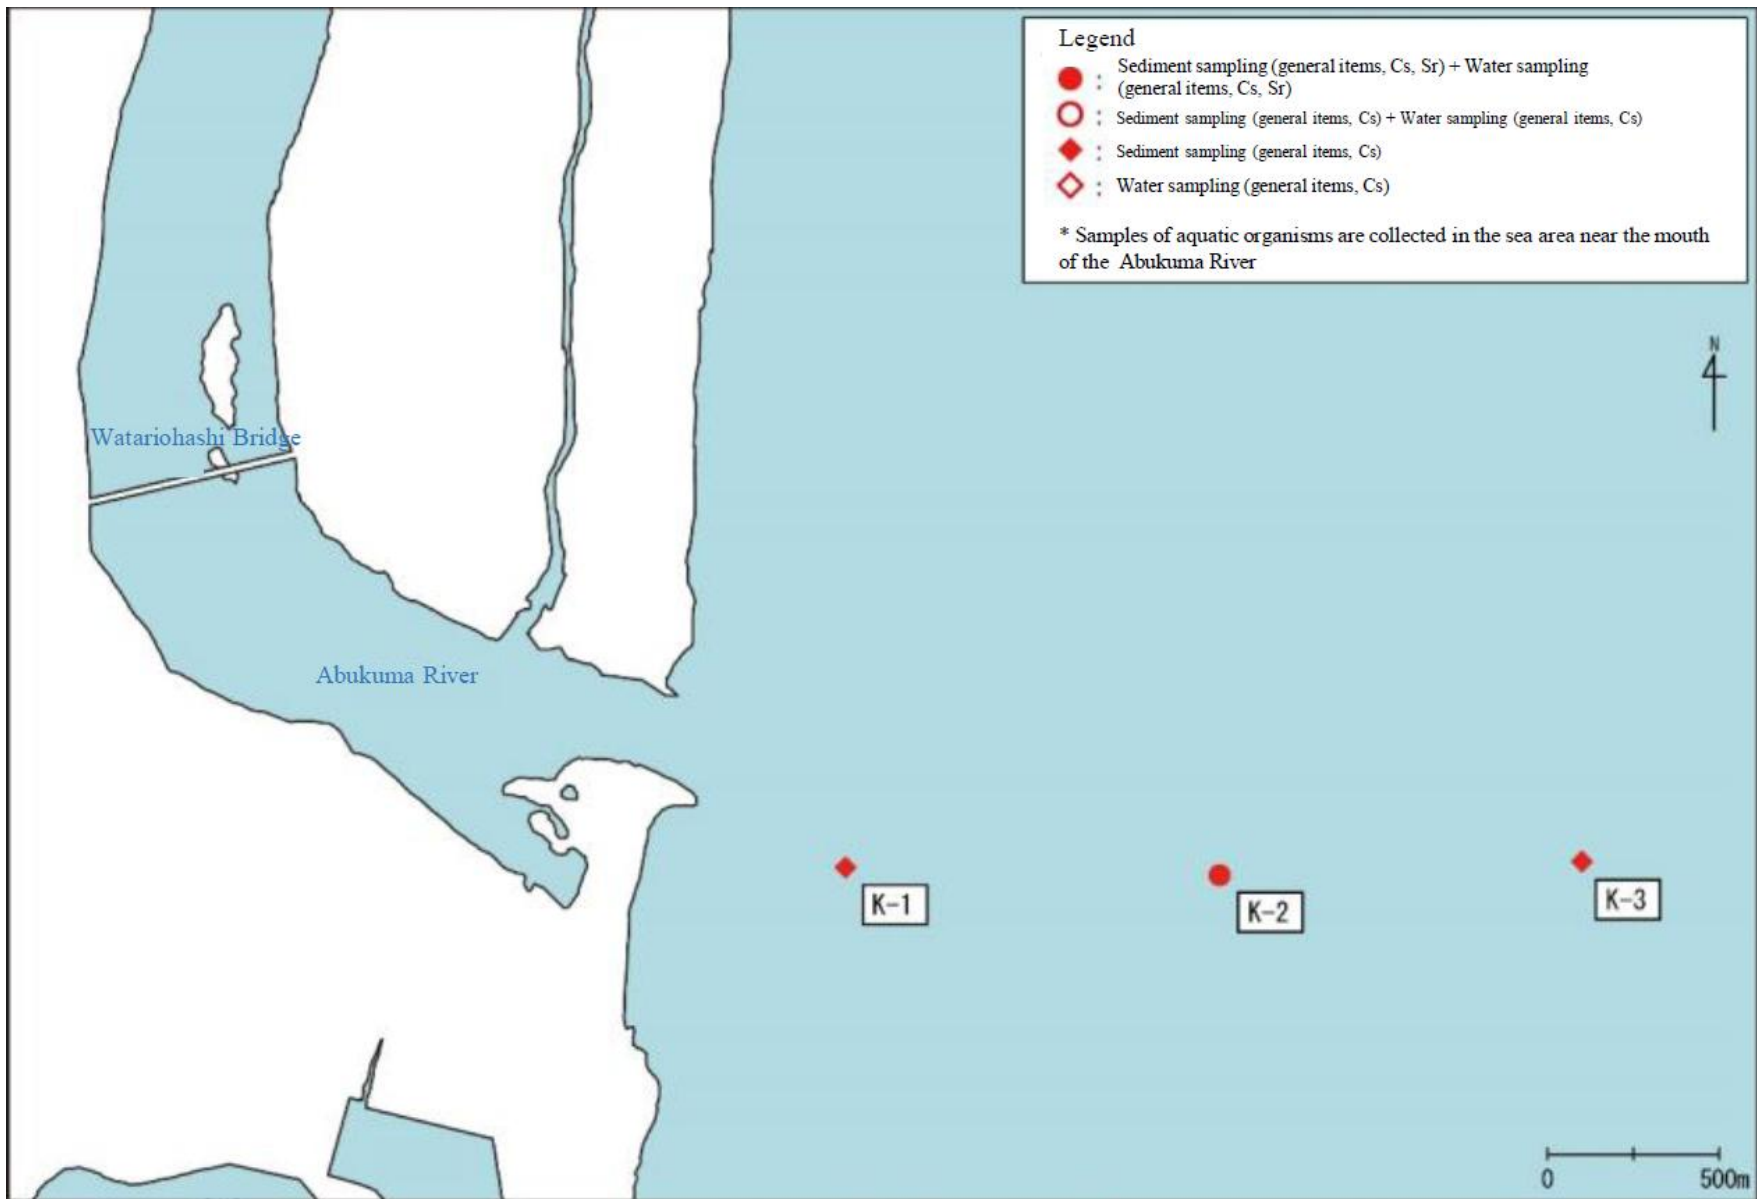 Legend
: Sediment sampling (general items, Cs, Sr) + Water sampling
(general items, Cs, Sr)
: Sediment sampling (general items, Cs) + Water sampling (general items, Cs)
: Sediment sampling (general items, Cs)
: Water sampling (general items, Cs)
* Samples of aquatic organisms are collected in the sea area near the mouth
of the Abukuma River
N
Watariohashi Bridge
Abukuma River
K-1
K-2
K-3
0 500m